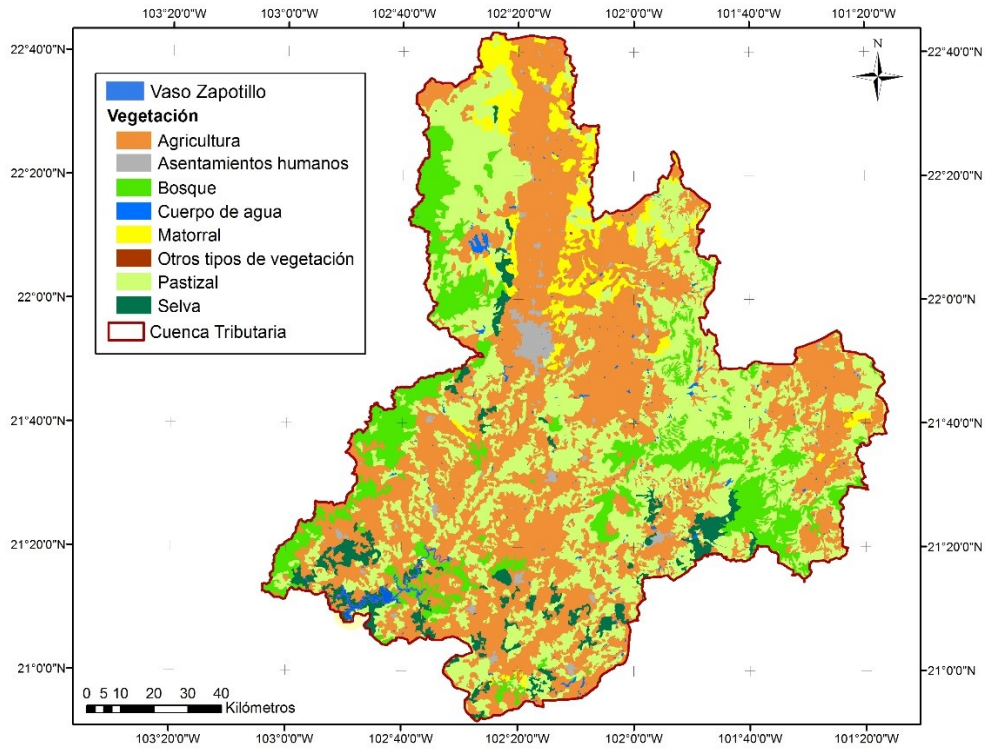 103°20'0"W 103°0'0"W 102°40'0"W 102°20'0"W 102°0'0"W 101°40'0"W 101°20'0"W
22°40'0"N 22°40'0"N
N
Vaso Zapotillo
Vegetación
Agricultura
Asentamientos humanos
Bosque
Cuerpo de agua
Matorral
Otros tipos de vegetación
Pastizal
Selva
Cuenca Tributaria
22°20'0"N 22°20'0"N
22°0'0"N 22°0'0"N
21°40'0"N 21°40'0"N
21°20'0"N 21°20'0"N
21°0'0"N 21°0'0"N
0 5 10 20 30 40
Kilómetros
103°20'0"W 103°0'0"W 102°40'0"W 102°20'0"W 102°0'0"W 101°40'0"W 101°20'0"W